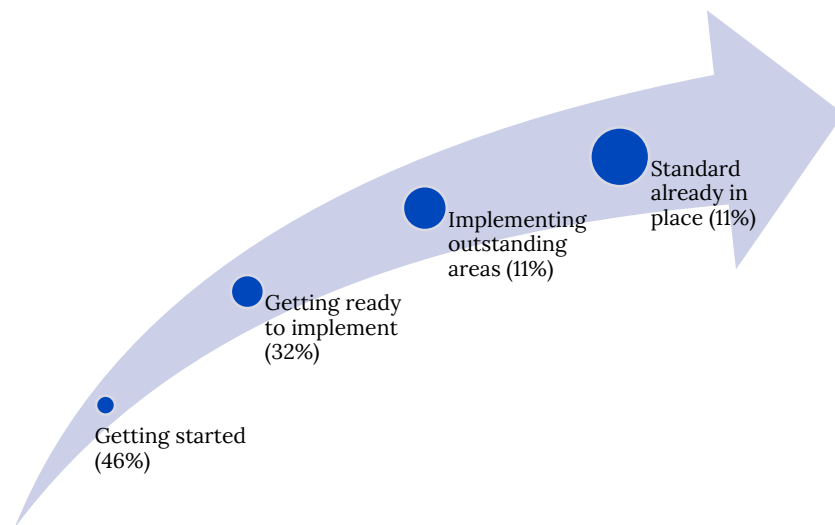 Standard
already in
place (11%)
Implementing
outstanding
areas (11%)
Getting ready
to implement
(32%)
Getting started
(46%)